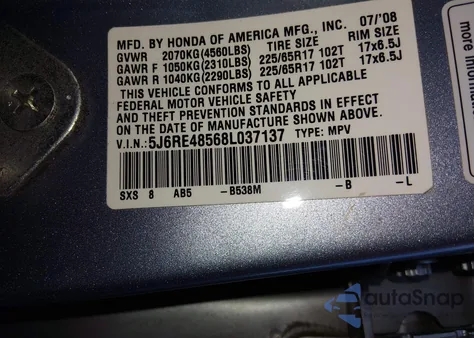 MFD. BY HONDA OF AMERICA MFG., INC. 07/'08
GVWR 2070KG(4560LBS) TIRE SIZE RIM SIZE
GAWR F 1050KG(2310LBS) 225/65R17 102T 17x6.5J
GAWR R 1040KG(2290LBS) 225/65R17 102T 17x6.5J
THIS VEHICLE CONFORMS TO ALL APPLICABLE
FEDERAL MOTOR VEHICLE SAFETY
AND THEFT PREVENTION STANDARDS IN EFFECT
ON THE DATE OF MANUFACTURE SHOWN ABOVE.
V.I.N.: 5J6RE48568L037137 TYPE: MPV
SXS 8 AB5 -B538M -B -L
more
autoSnap